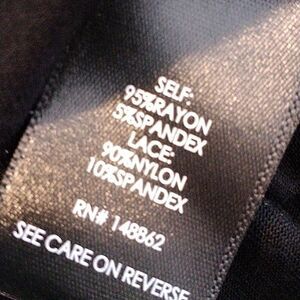 SELF:
95%RAYON
5%SPANDEX
LACE:
90%NYLON
10%SPANDEX
RN# 148862
SEE CARE ON REVERSE